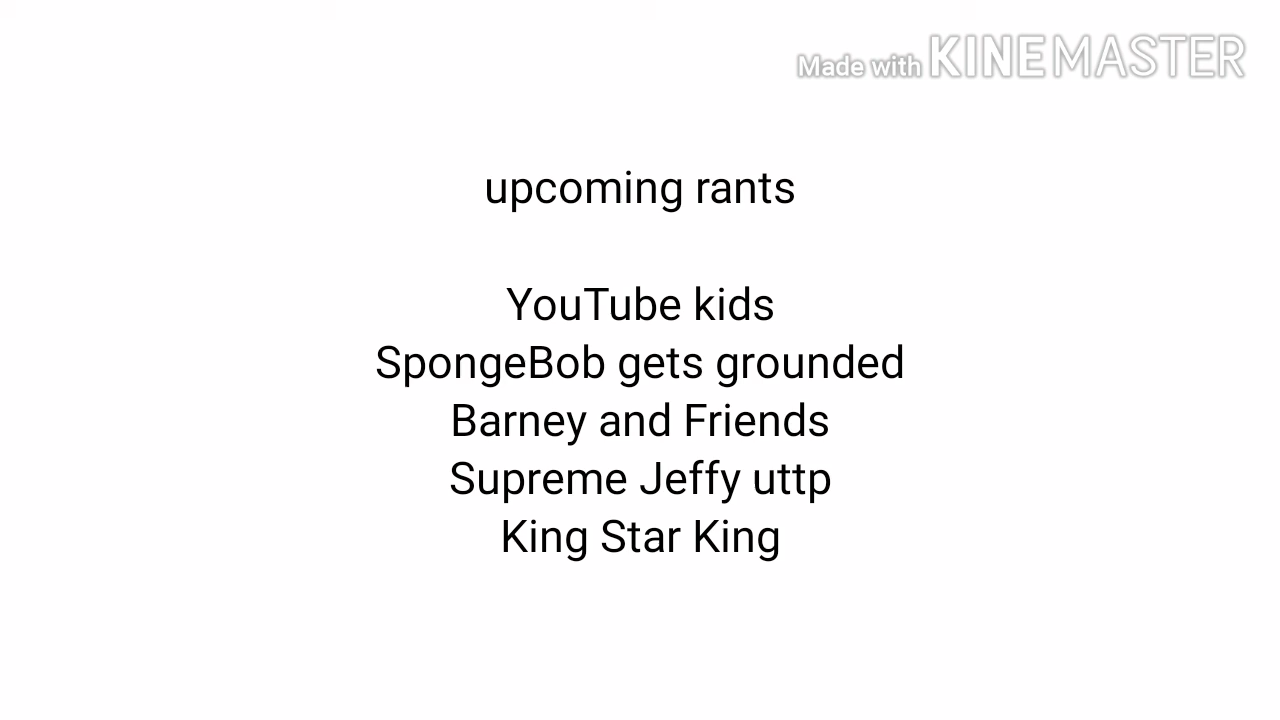 Made with KINEMASTER
upcoming rants
YouTube kids
SpongeBob gets grounded
Barney and Friends
Supreme Jeffy uttp
King Star King